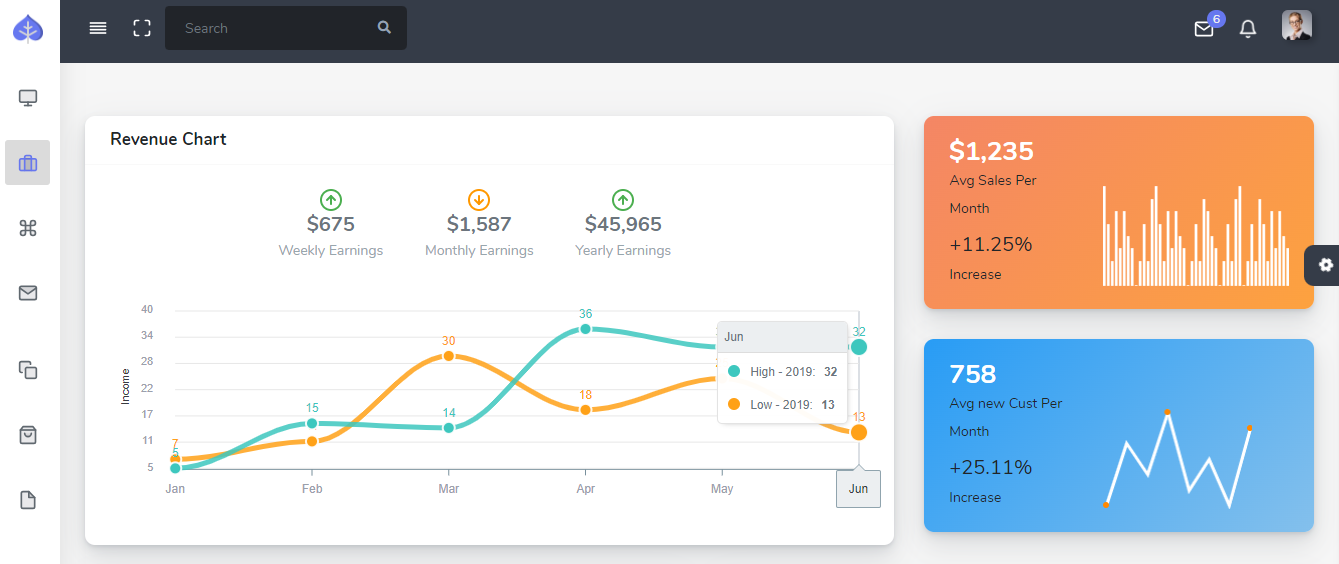 Search
6
Revenue Chart
$675
$1,587
$45,965
Weekly Earnings
Monthly Earnings
Yearly Earnings
40
34
28
22
17
11
5
Income
7
5
15
30
14
36
18
32
13
Jun
High - 2019: 32
Low - 2019: 13
Jan
Feb
Mar
Apr
May
Jun
$1,235
Avg Sales Per
Month
+11.25%
Increase
758
Avg new Cust Per
Month
+25.11%
Increase